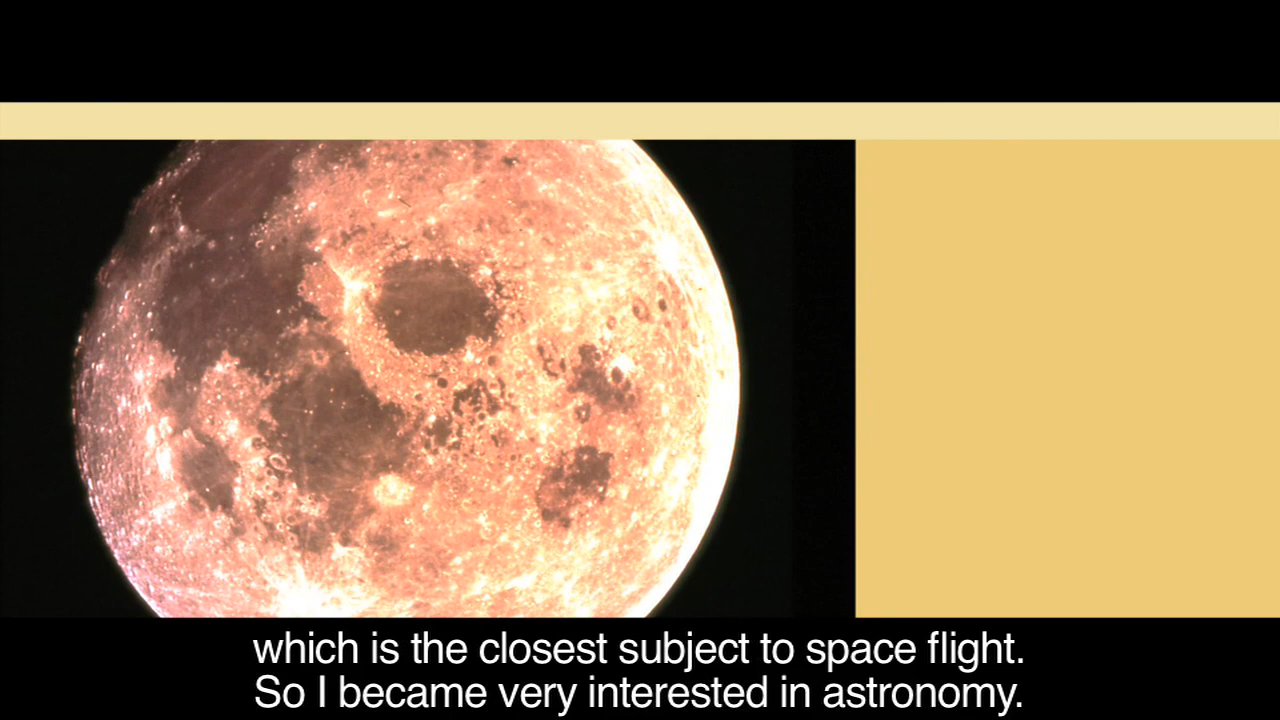 which is the closest subject to space flight.
So I became very interested in astronomy.